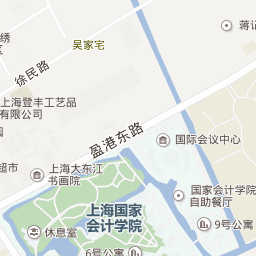 绣
区
吴家宅
蒋记
徐民路
上海登丰工艺品
有限公司
园
盈港东路
国际会议中心
超市
上海大东江
书画院
国家会计学院
自助餐厅
上海国家
会计学院
休息室
9号公寓
6号公寓